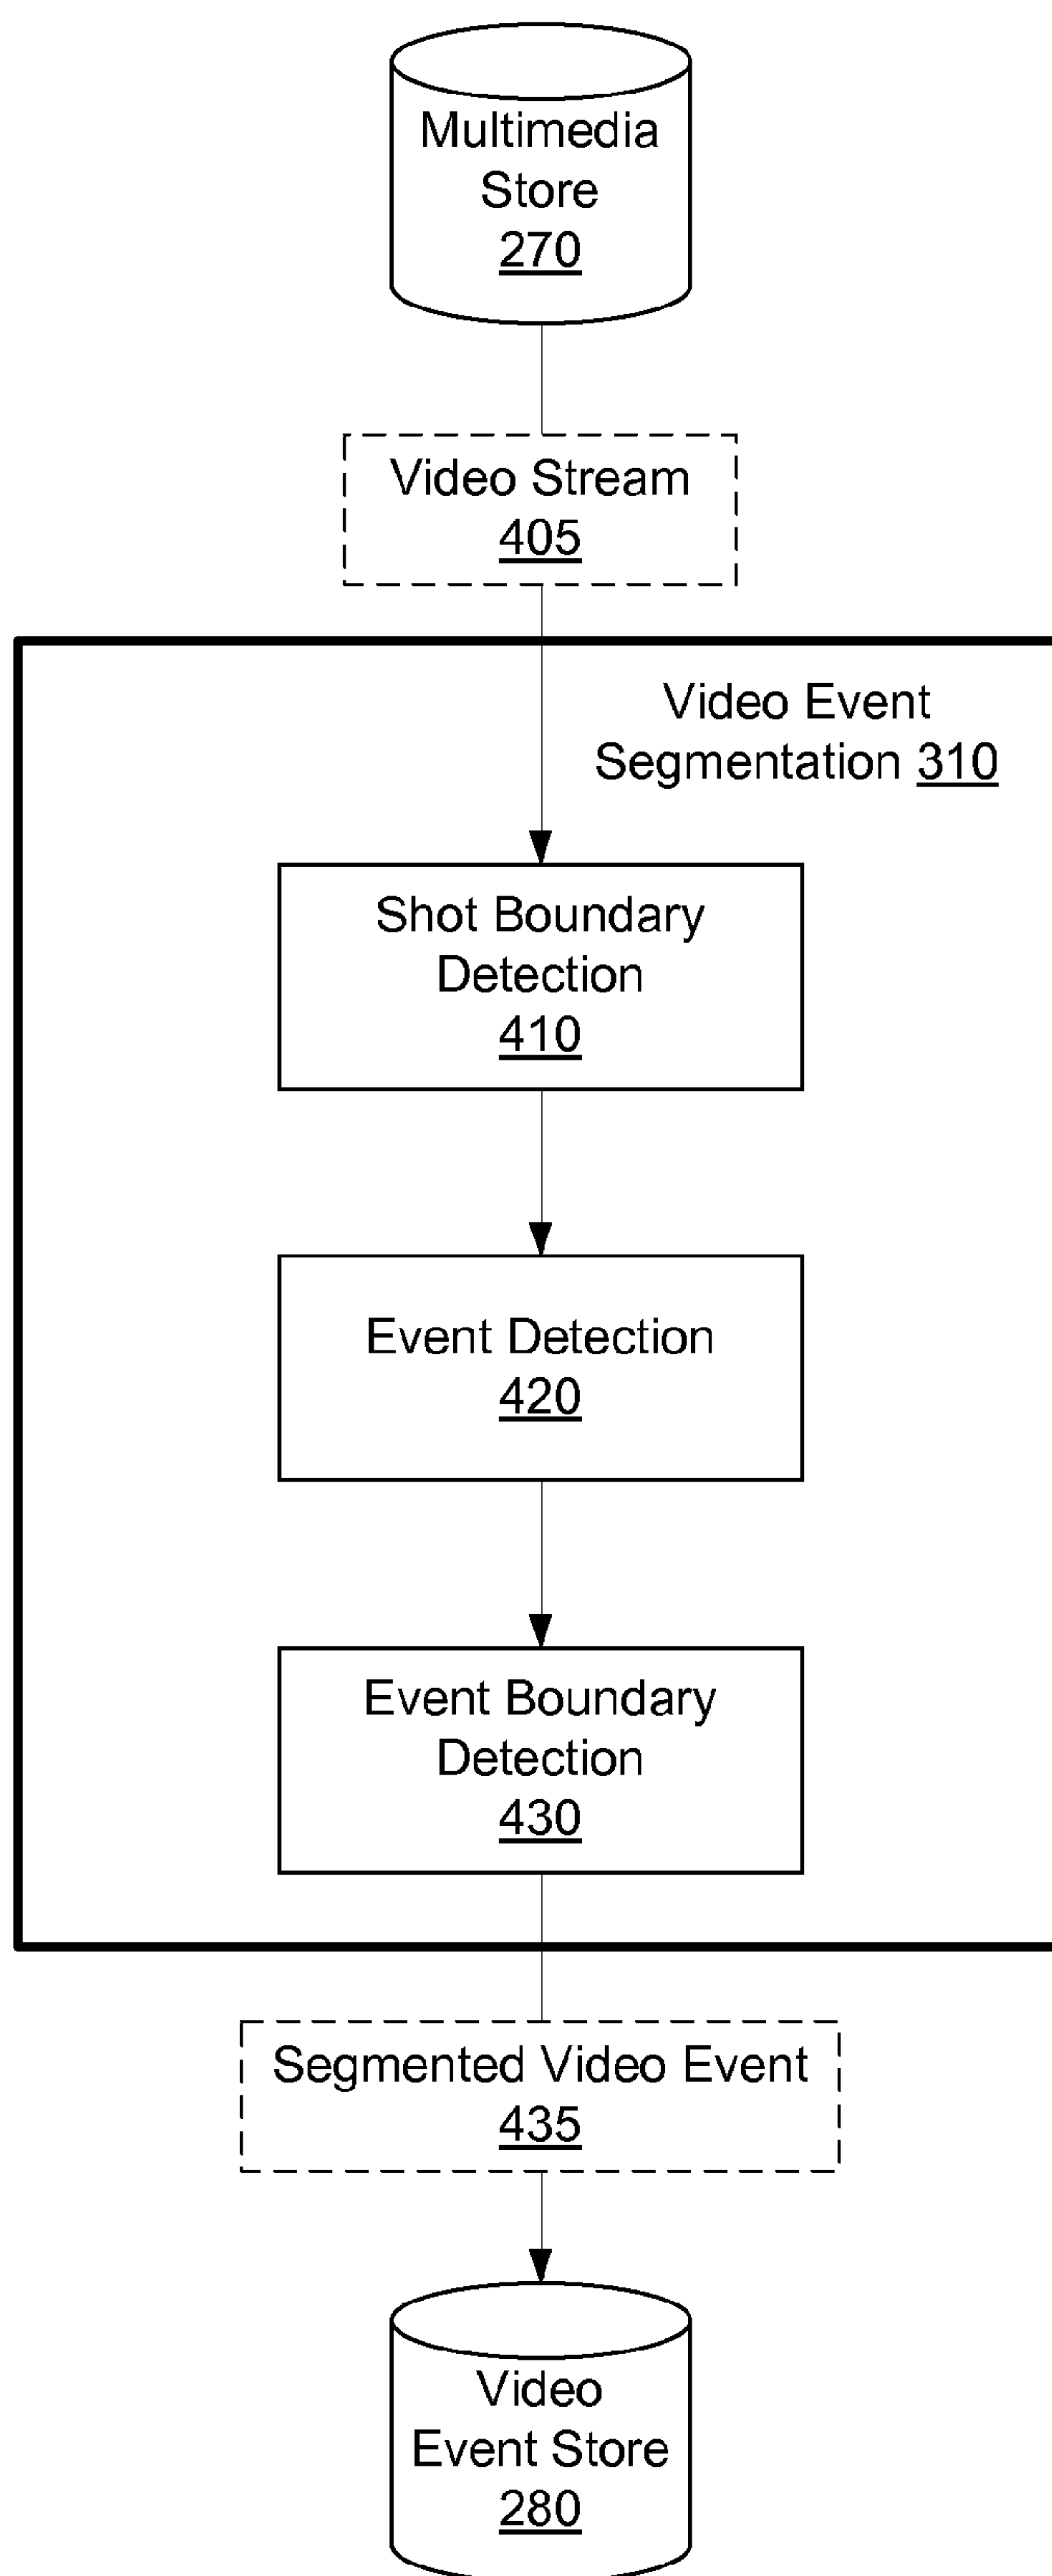 Multimedia
Store
270
Video Stream
405
Video Event
Segmentation 310
Shot Boundary
Detection
410
Event Detection
420
Event Boundary
Detection
430
Segmented Video Event
435
Video
Event Store
280